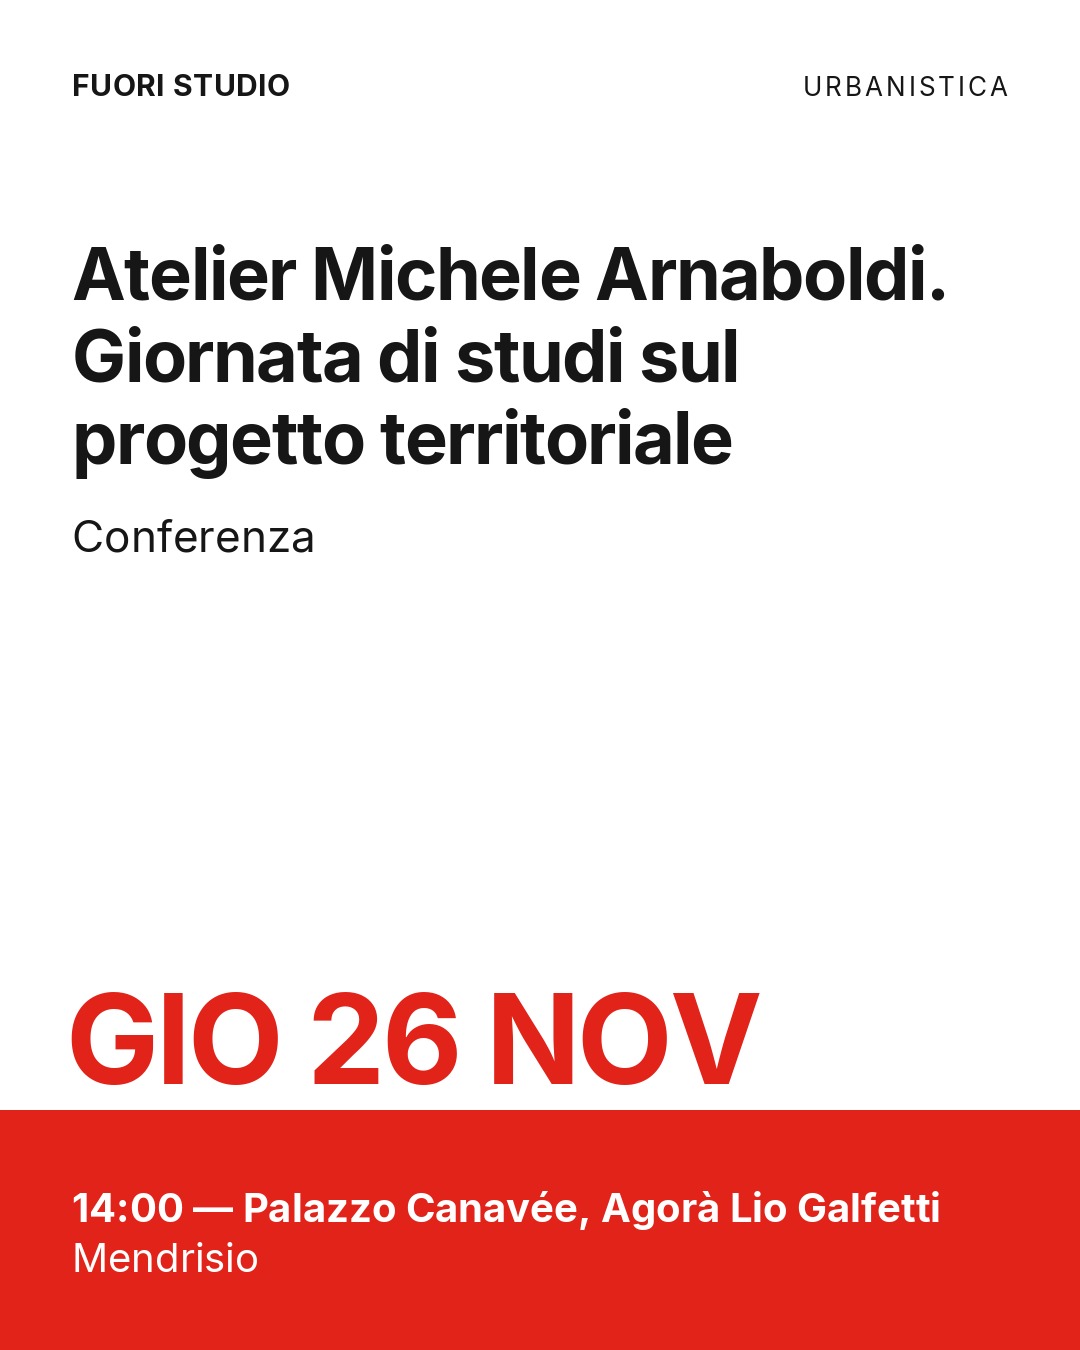 FUORI STUDIO
URBANISTICA
Atelier Michele Arnaboldi.
Giornata di studi sul
progetto territoriale
Conferenza
GIO 26 NOV
14:00 — Palazzo Canavée, Agorà Lio Galfetti
Mendrisio